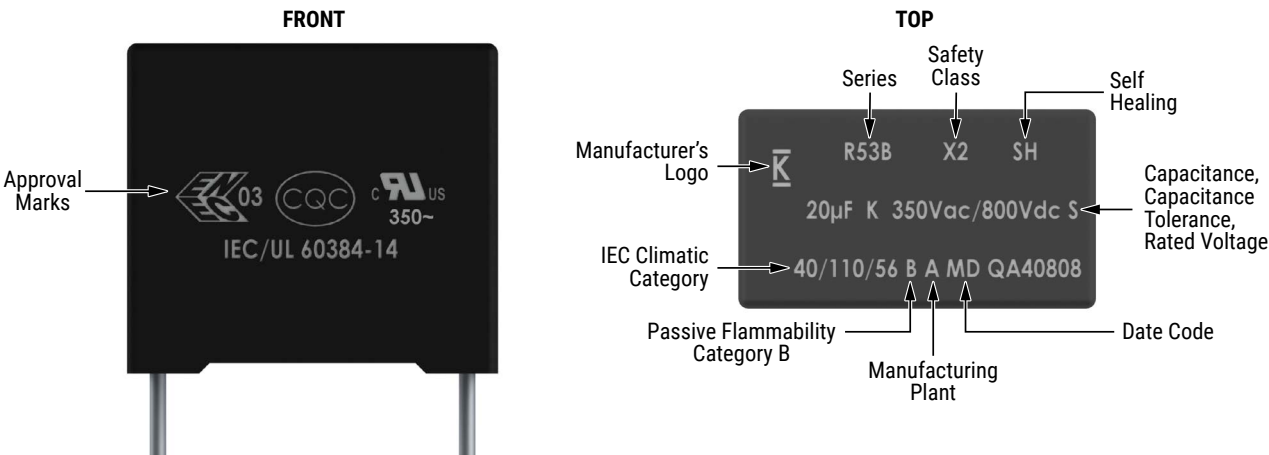 FRONT
Approval
Marks
ENEC 03
CQC
C RU US
350~
IEC/UL 60384-14
TOP
Series
Safety
Class
Self
Healing
Manufacturer's
Logo
K
R53B X2 SH
20µF K 350Vac/800Vdc S
Capacitance,
Capacitance
Tolerance,
Rated Voltage
IEC Climatic
Category
40/110/56 B A MD QA40808
Passive Flammability
Category B
Manufacturing
Plant
Date Code